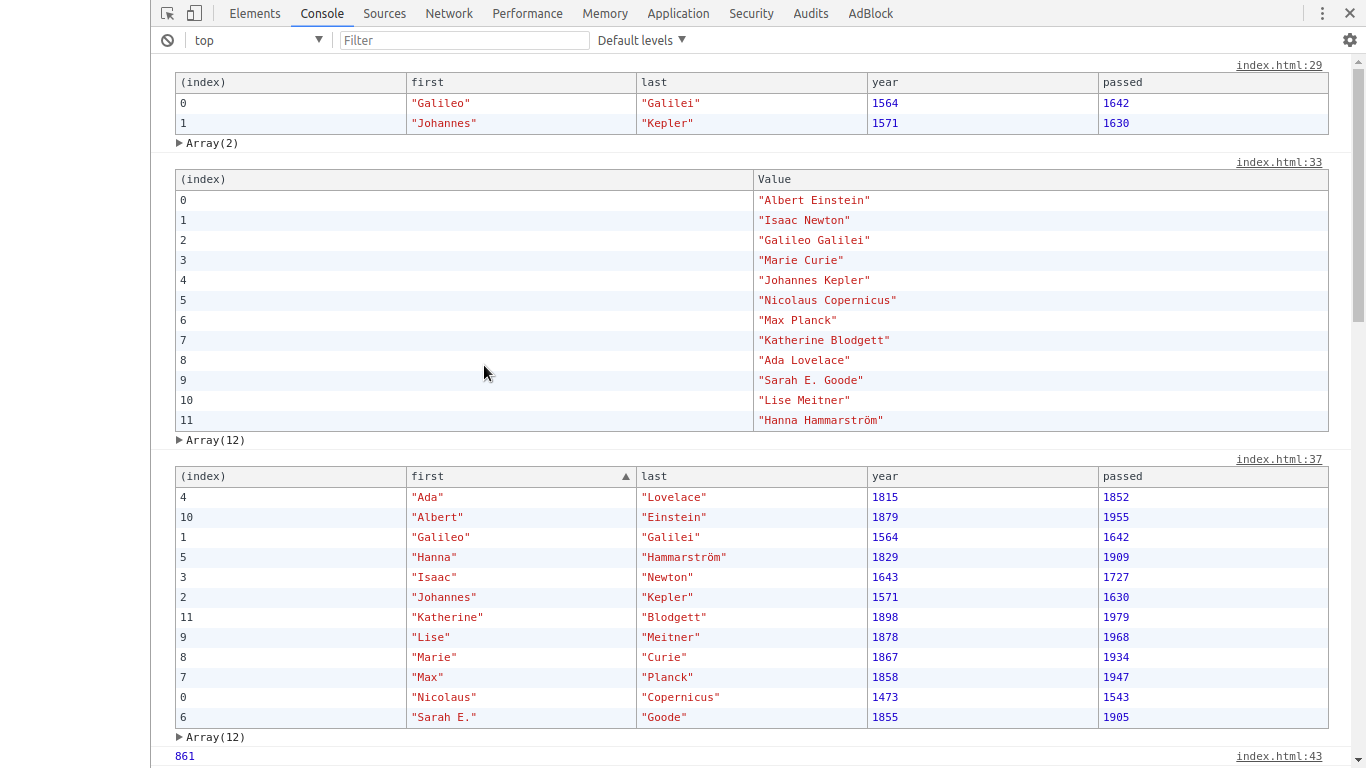 Elements Console Sources Network Performance Memory Application Security Audits AdBlock
top Filter Default levels
index.html:29
(index) first last year passed
0 "Galileo" "Galilei" 1564 1642
1 "Johannes" "Kepler" 1571 1630
Array(2)
index.html:33
(index) Value
0 "Albert Einstein"
1 "Isaac Newton"
2 "Galileo Galilei"
3 "Marie Curie"
4 "Johannes Kepler"
5 "Nicolaus Copernicus"
6 "Max Planck"
7 "Katherine Blodgett"
8 "Ada Lovelace"
9 "Sarah E. Goode"
10 "Lise Meitner"
11 "Hanna Hammarström"
Array(12)
index.html:37
(index) first last year passed
4 "Ada" "Lovelace" 1815 1852
10 "Albert" "Einstein" 1879 1955
1 "Galileo" "Galilei" 1564 1642
5 "Hanna" "Hammarström" 1829 1909
3 "Isaac" "Newton" 1643 1727
2 "Johannes" "Kepler" 1571 1630
11 "Katherine" "Blodgett" 1898 1979
9 "Lise" "Meitner" 1878 1968
8 "Marie" "Curie" 1867 1934
7 "Max" "Planck" 1858 1947
0 "Nicolaus" "Copernicus" 1473 1543
6 "Sarah E." "Goode" 1855 1905
Array(12)
861 index.html:43